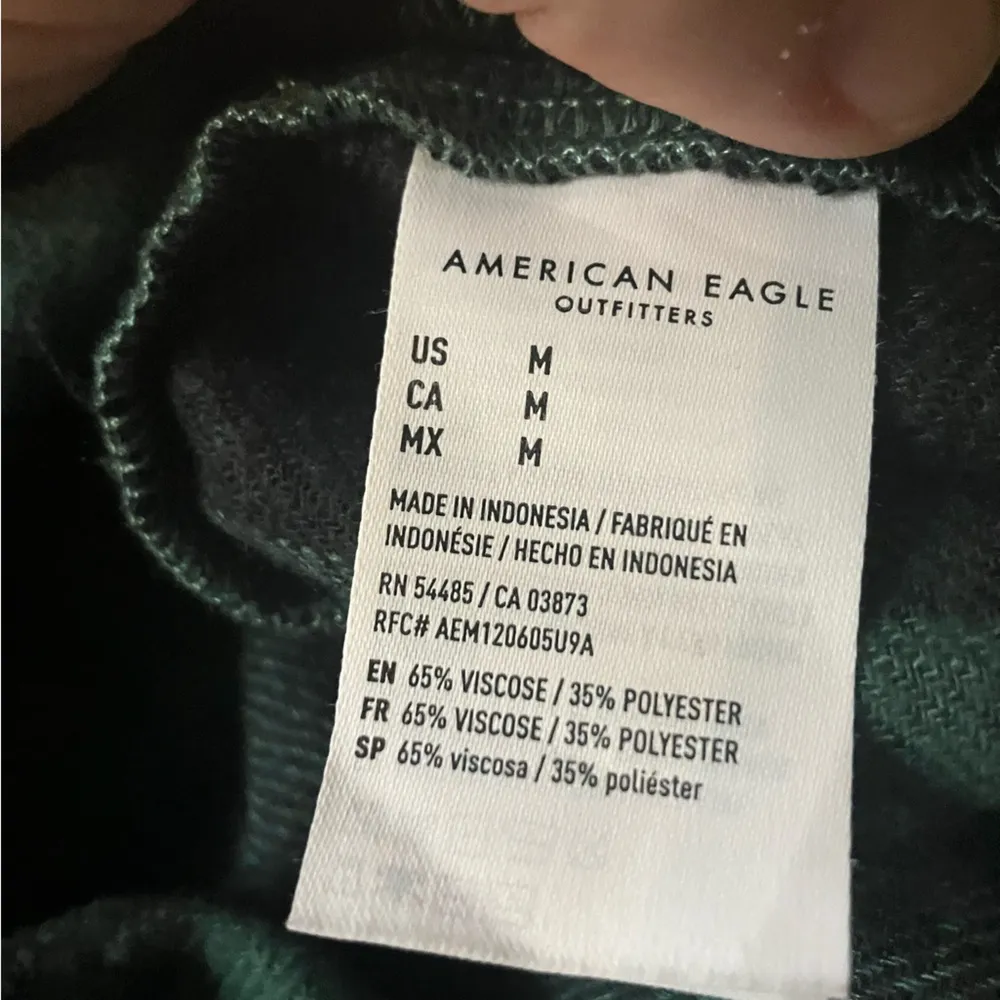 AMERICAN EAGLE
OUTFITTERS
US M
CA M
MX M
MADE IN INDONESIA / FABRIQUÉ EN
INDONÉSIE / HECHO EN INDONESIA
RN 54485 / CA 03873
RFC# AEM120605U9A
EN 65% VISCOSE / 35% POLYESTER
FR 65% VISCOSE / 35% POLYESTER
SP 65% viscosa / 35% poliéster